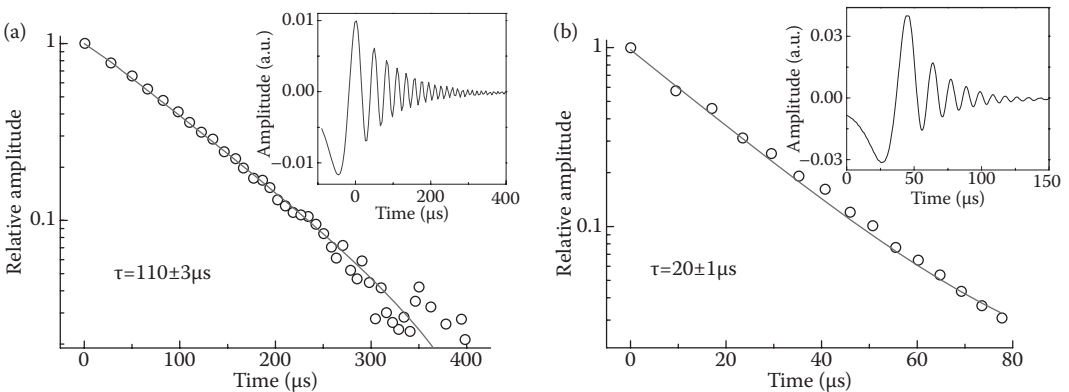 (a)
1
0.1
Relative amplitude
τ=110±3μs
0
100
200
300
400
Time (μs)
0.01
0.00
−0.01
Amplitude (a.u.)
0
200
400
Time (μs)
(b)
1
0.1
Relative amplitude
τ=20±1μs
0
20
40
60
80
Time (μs)
0.03
0.00
−0.03
Amplitude (a.u.)
0
50
100
150
Time (μs)